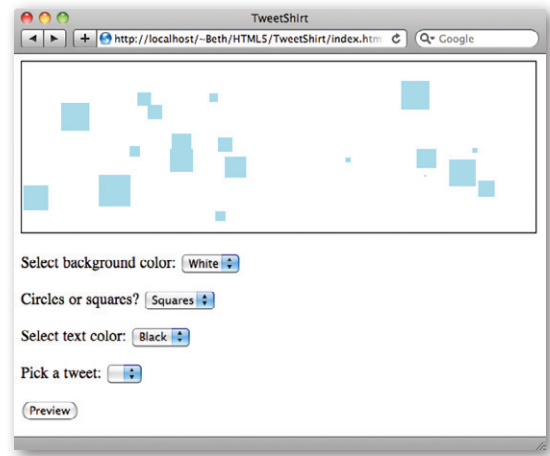 TweetShirt
http://localhost/~Beth/HTML5/TweetShirt/index.htm
Google
Select background color: White
Circles or squares? Squares
Select text color: Black
Pick a tweet:
Preview